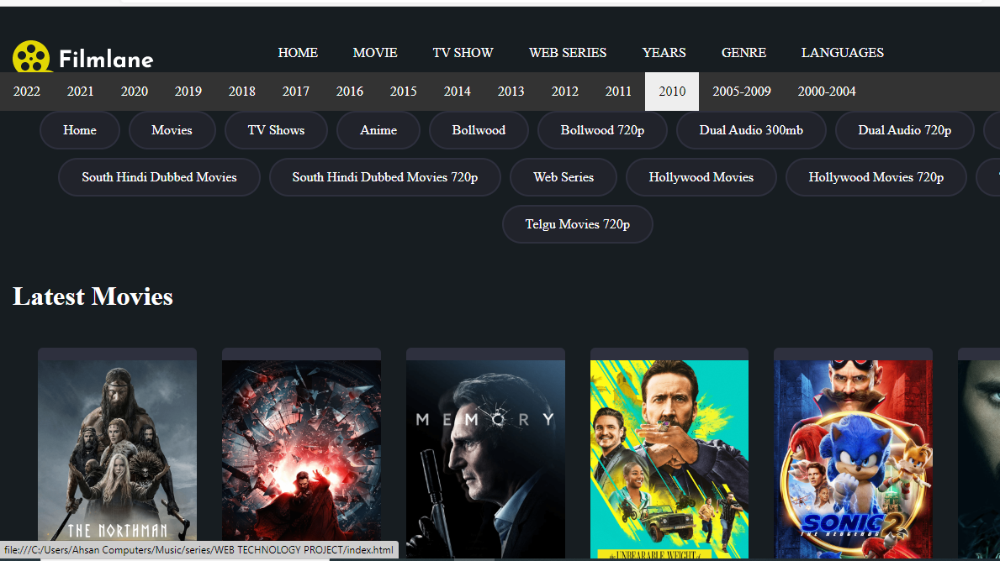 Filmlane
HOME MOVIE TV SHOW WEB SERIES YEARS GENRE LANGUAGES
2022 2021 2020 2019 2018 2017 2016 2015 2014 2013 2012 2011 2010 2005-2009 2000-2004
Home Movies TV Shows Anime Bollwood Bollwood 720p Dual Audio 300mb Dual Audio 720p
South Hindi Dubbed Movies South Hindi Dubbed Movies 720p Web Series Hollywood Movies Hollywood Movies 720p
Telgu Movies 720p
Latest Movies
MEMORY
THE NORTHMAN
SONIC 2
THE HEDGEHOG
UNBEARABLE WEIGHT of
file:///C:/Users/Ahsan Computers/Music/series/WEB TECHNOLOGY PROJECT/index.html